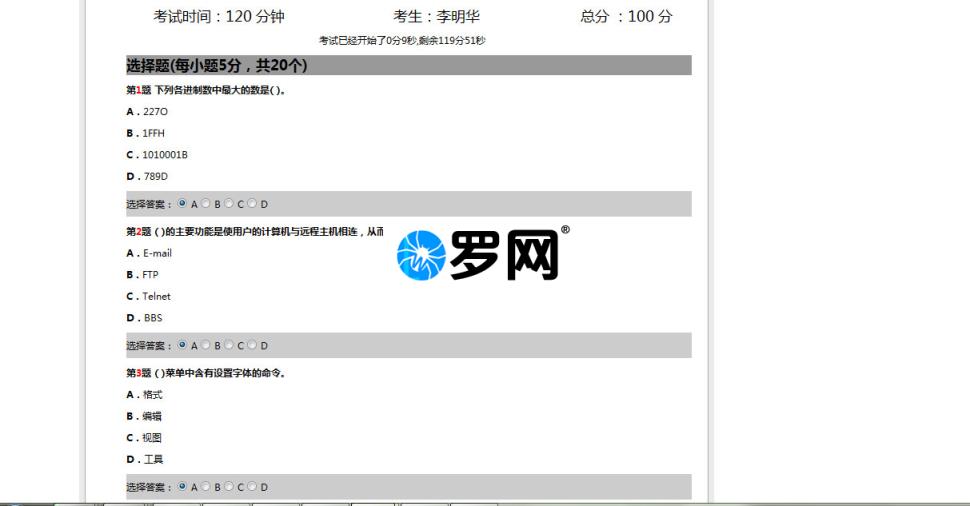 考试时间：120 分钟 考生：李明华 总分 ：100 分
考试已经开始了0分9秒,剩余119分51秒
选择题(每小题5分，共20个)
第1题 下列各进制数中最大的数是( )。
A．227O
B．1FFH
C．1010001B
D．789D
选择答案： A B C D
第2题 ( )的主要功能是使用户的计算机与远程主机相连，从而
罗网®
A．E-mail
B．FTP
C．Telnet
D．BBS
选择答案： A B C D
第3题 ( )菜单中含有设置字体的命令。
A．格式
B．编辑
C．视图
D．工具
选择答案： A B C D